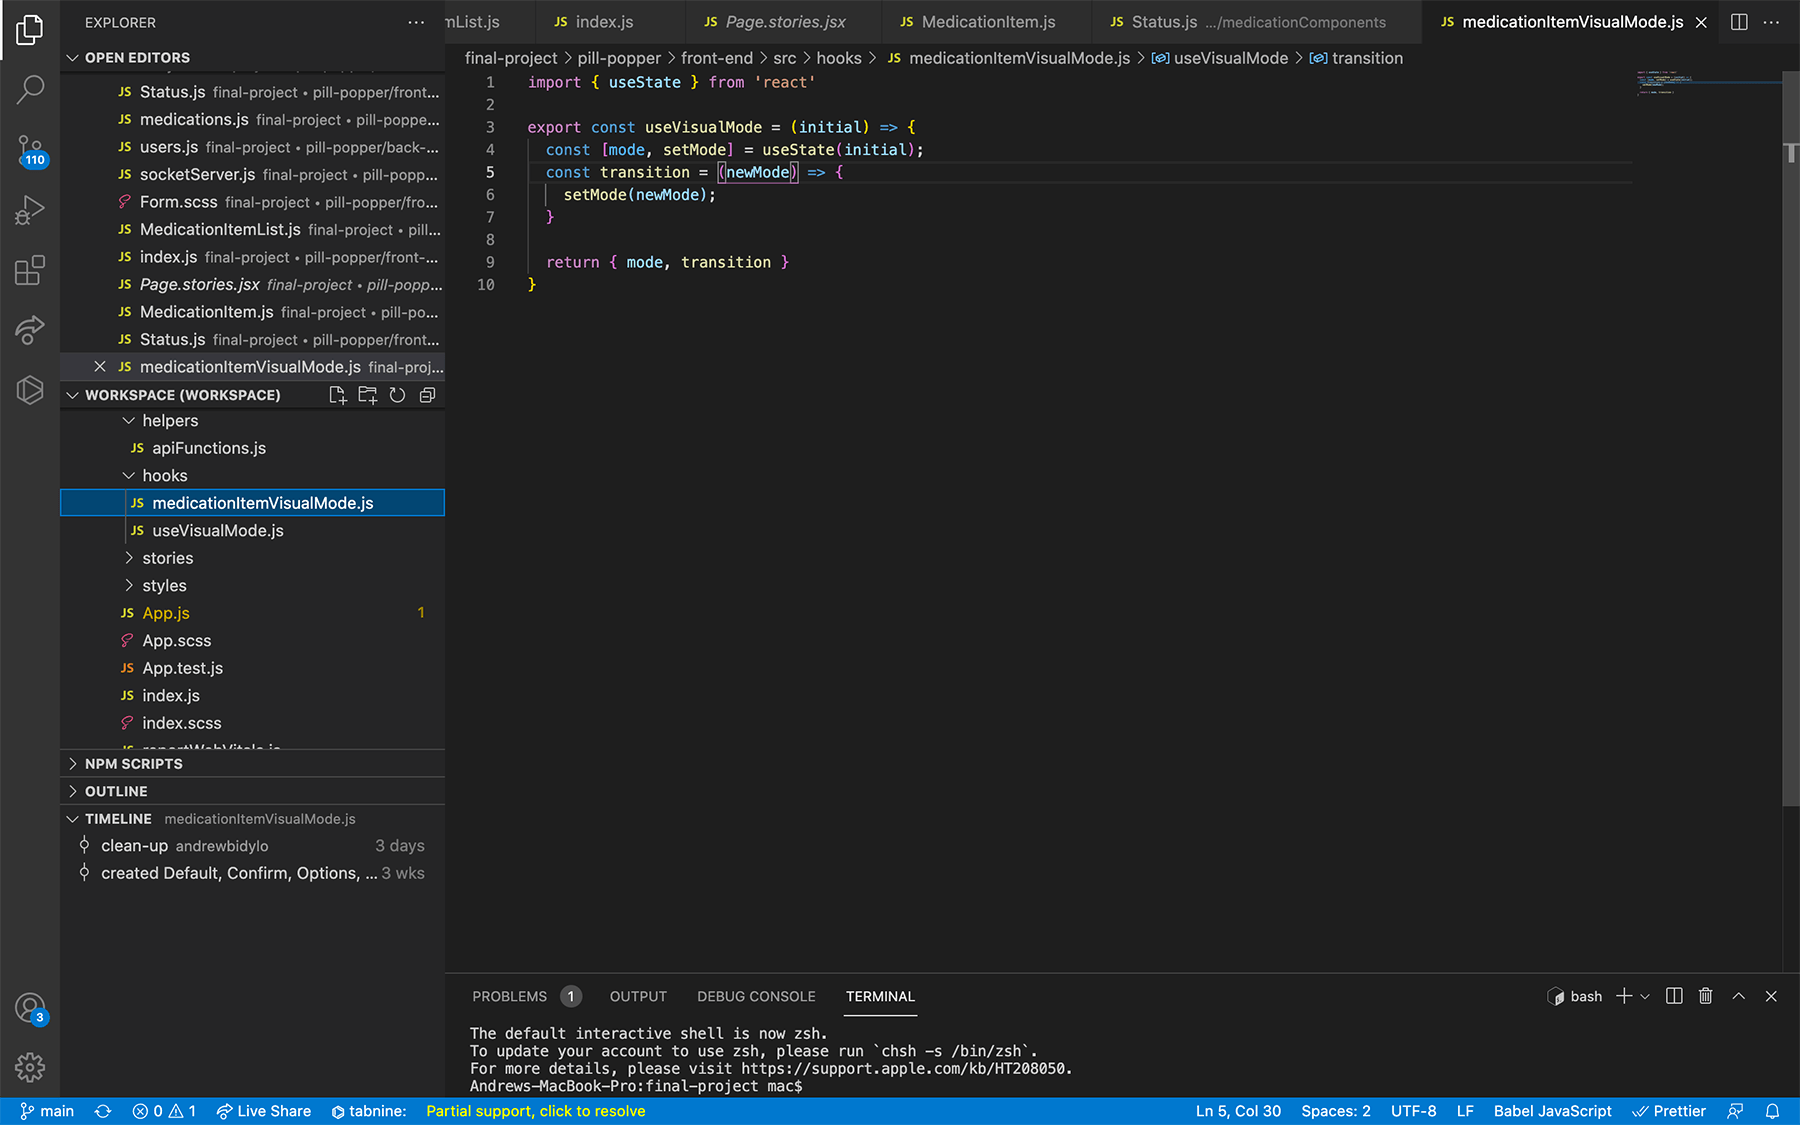 EXPLORER
OPEN EDITORS
JS Status.js final-project • pill-popper/front...
JS medications.js final-project • pill-poppe...
JS users.js final-project • pill-popper/back-...
JS socketServer.js final-project • pill-popp...
Form.scss final-project • pill-popper/fro...
JS MedicationItemList.js final-project • pill...
JS index.js final-project • pill-popper/front-...
JS Page.stories.jsx final-project • pill-popp...
JS MedicationItem.js final-project • pill-po...
JS Status.js final-project • pill-popper/front...
JS medicationItemVisualMode.js final-proj...
WORKSPACE (WORKSPACE)
helpers
JS apiFunctions.js
hooks
JS medicationItemVisualMode.js
JS useVisualMode.js
stories
styles
JS App.js 1
App.scss
JS App.test.js
JS index.js
index.scss
JS reportWebVitals.js
NPM SCRIPTS
OUTLINE
TIMELINE medicationItemVisualMode.js
clean-up andrewbidylo 3 days
created Default, Confirm, Options, ... 3 wks
110
3
mList.js JS index.js JS Page.stories.jsx JS MedicationItem.js JS Status.js .../medicationComponents JS medicationItemVisualMode.js
final-project > pill-popper > front-end > src > hooks > JS medicationItemVisualMode.js > useVisualMode > transition
1 import { useState } from 'react'
2
3 export const useVisualMode = (initial) => {
4 const [mode, setMode] = useState(initial);
5 const transition = (newMode) => {
6 setMode(newMode);
7 }
8
9 return { mode, transition }
10 }
PROBLEMS 1 OUTPUT DEBUG CONSOLE TERMINAL bash
The default interactive shell is now zsh.
To update your account to use zsh, please run `chsh -s /bin/zsh`.
For more details, please visit https://support.apple.com/kb/HT208050.
Andrews-MacBook-Pro:final-project mac$
main 0 1 Live Share tabnine: Partial support, click to resolve Ln 5, Col 30 Spaces: 2 UTF-8 LF Babel JavaScript Prettier